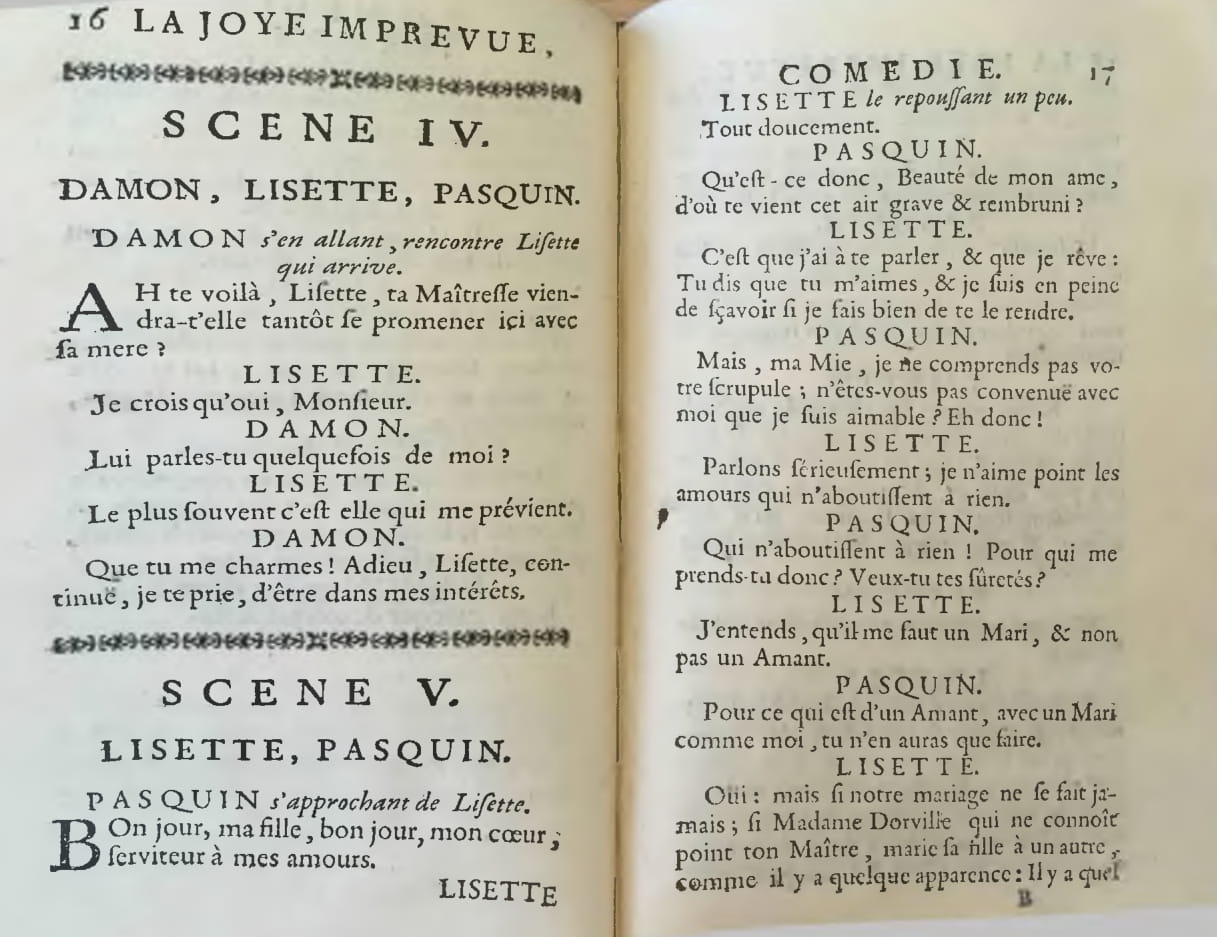 16 LA JOYE IMPREVUE,
SCENE IV.
DAMON, LISETTE, PASQUIN.
DAMON s'en allant, rencontre Liſette
qui arrive.
AH te voilà, Liſette, ta Maîtreſſe vien-
dra-t'elle tantôt ſe promener içi avec
ſa mere ?
LISETTE.
Je crois qu'oui, Monſieur.
DAMON.
Lui parles-tu quelquefois de moi ?
LISETTE.
Le plus ſouvent c'eſt elle qui me prévient.
DAMON.
Que tu me charmes ! Adieu, Liſette, con-
tinuë, je te prie, d'être dans mes intérêts.
SCENE V.
LISETTE, PASQUIN.
PASQUIN s'approchant de Liſette.
BOn jour, ma fille, bon jour, mon cœur;
ſerviteur à mes amours.
LISETTE
COMEDIE. 17
LISETTE le repouſſant un peu.
Tout doucement.
PASQUIN.
Qu'eſt-ce donc, Beauté de mon ame,
d'où te vient cet air grave & rembruni ?
LISETTE.
C'eſt que j'ai à te parler, & que je rêve :
Tu dis que tu m'aimes, & je ſuis en peine
de ſçavoir ſi je fais bien de te le rendre.
PASQUIN.
Mais, ma Mie, je ne comprends pas vo-
tre ſcrupule ; n'êtes-vous pas convenuë avec
moi que je ſuis aimable ? Eh donc !
LISETTE.
Parlons ſérieuſement ; je n'aime point les
amours qui n'aboutiſſent à rien.
PASQUIN.
Qui n'aboutiſſent à rien ! Pour qui me
prends-tu donc ? Veux-tu tes ſûretés ?
LISETTE.
J'entends, qu'il me faut un Mari, & non
pas un Amant.
PASQUIN.
Pour ce qui eſt d'un Amant, avec un Mari
comme moi, tu n'en auras que faire.
LISETTE.
Oüi : mais ſi notre mariage ne ſe fait ja-
mais ; ſi Madame Dorville qui ne connoît
point ton Maître, marie ſa fille à un autre,
comme il y a quelque apparence : Il y a quel
B